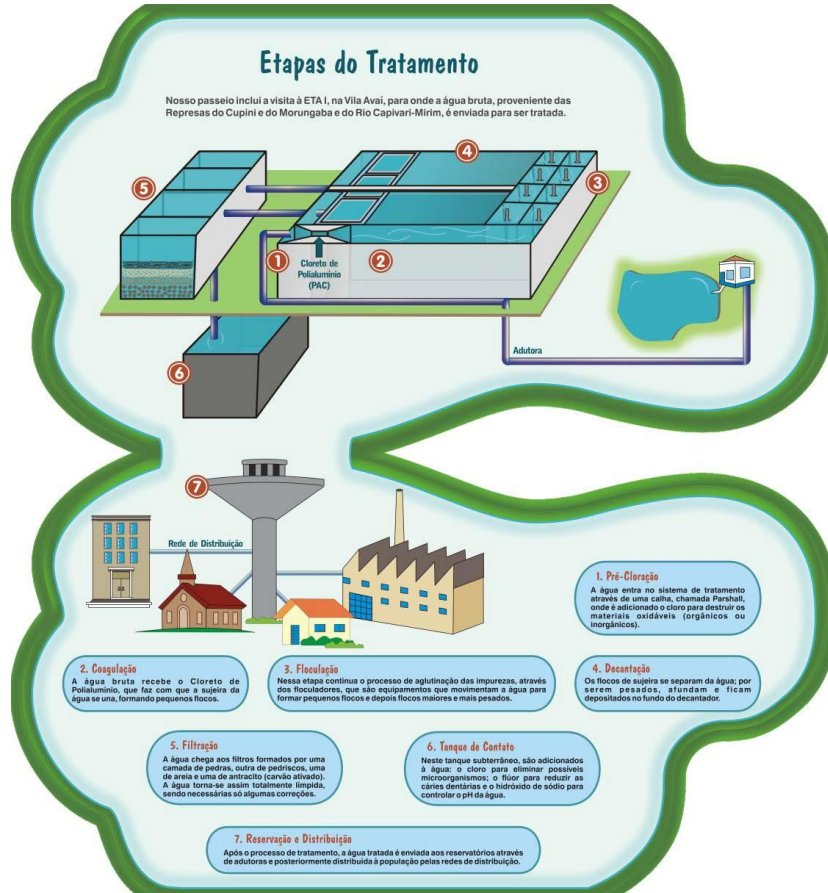 Etapas do Tratamento
Nosso passeio inclui a visita à ETA I, na Vila Avaí, para onde a água bruta, proveniente das
Represas do Cupini e do Morungaba e do Rio Capivari-Mirim, é enviada para ser tratada.
4
5
3
1
2
Cloreto de
Polialumínio
(PAC)
Adutora
6
7
Rede de Distribuição
1. Pré-Cloração
A água entra no sistema de tratamento
através de uma calha, chamada Parshall,
onde é adicionado o cloro para destruir os
materiais oxidáveis (orgânicos ou
inorgânicos).
2. Coagulação
A água bruta recebe o Cloreto de
Polialumínio, que faz com que a sujeira da
água se una, formando pequenos flocos.
3. Floculação
Nessa etapa continua o processo de aglutinação das impurezas, através
dos floculadores, que são equipamentos que movimentam a água para
formar pequenos flocos e depois flocos maiores e mais pesados.
4. Decantação
Os flocos de sujeira se separam da água; por
serem pesados, afundam e ficam
depositados no fundo do decantador.
5. Filtração
A água chega aos filtros formados por uma
camada de pedras, outra de pedriscos, uma
de areia e uma de antracito (carvão ativado).
A água torna-se assim totalmente límpida,
sendo necessárias só algumas correções.
6. Tanque de Contato
Neste tanque subterrâneo, são adicionados
à água: o cloro para eliminar possíveis
microorganismos; o flúor para reduzir as
cáries dentárias e o hidróxido de sódio para
controlar o pH da água.
7. Reservação e Distribuição
Após o processo de tratamento, a água tratada é enviada aos reservatórios através
de adutoras e posteriormente distribuída à população pelas redes de distribuição.